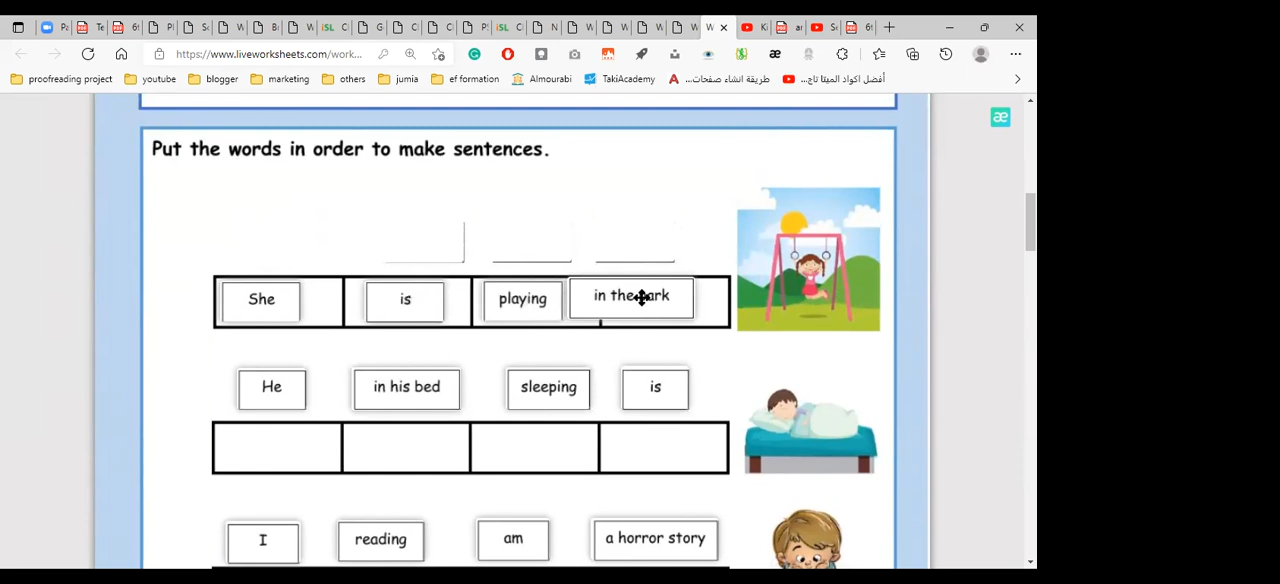 https://www.liveworksheets.com/work...
proofreading project
youtube
blogger
marketing
others
jumia
ef formation
Almourabi
TakiAcademy
طريقة انشاء صفحات...
أفضل اكواد الميتا تاج...
Put the words in order to make sentences.
She is playing in the park
He in his bed sleeping is
I reading am a horror story